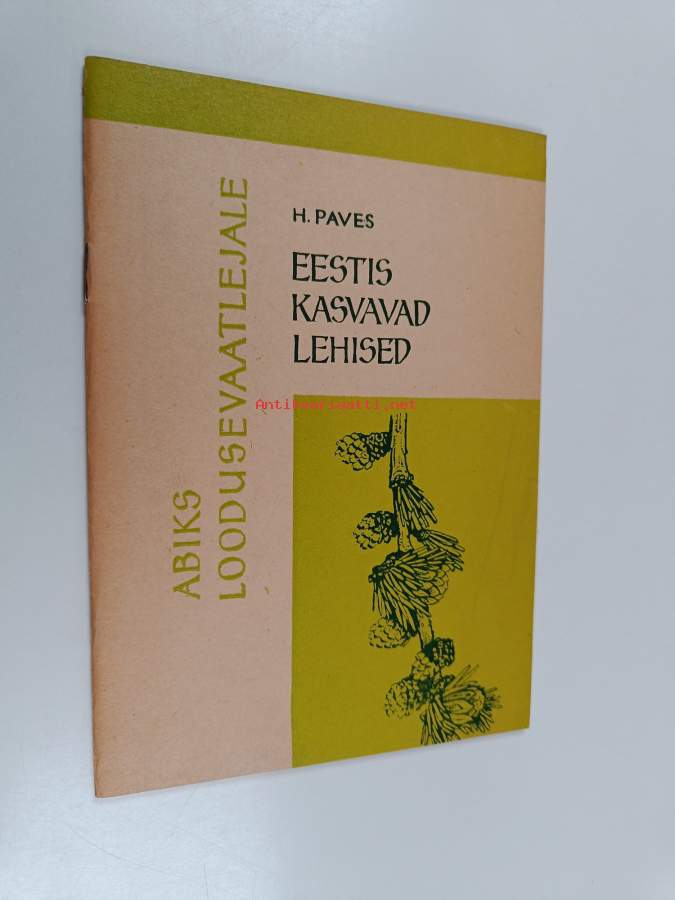 ABIKS
LOODUSEVAATLEJALE
H. PAVES
EESTIS
KASVAVAD
LEHISED
Antikvariaatti.net